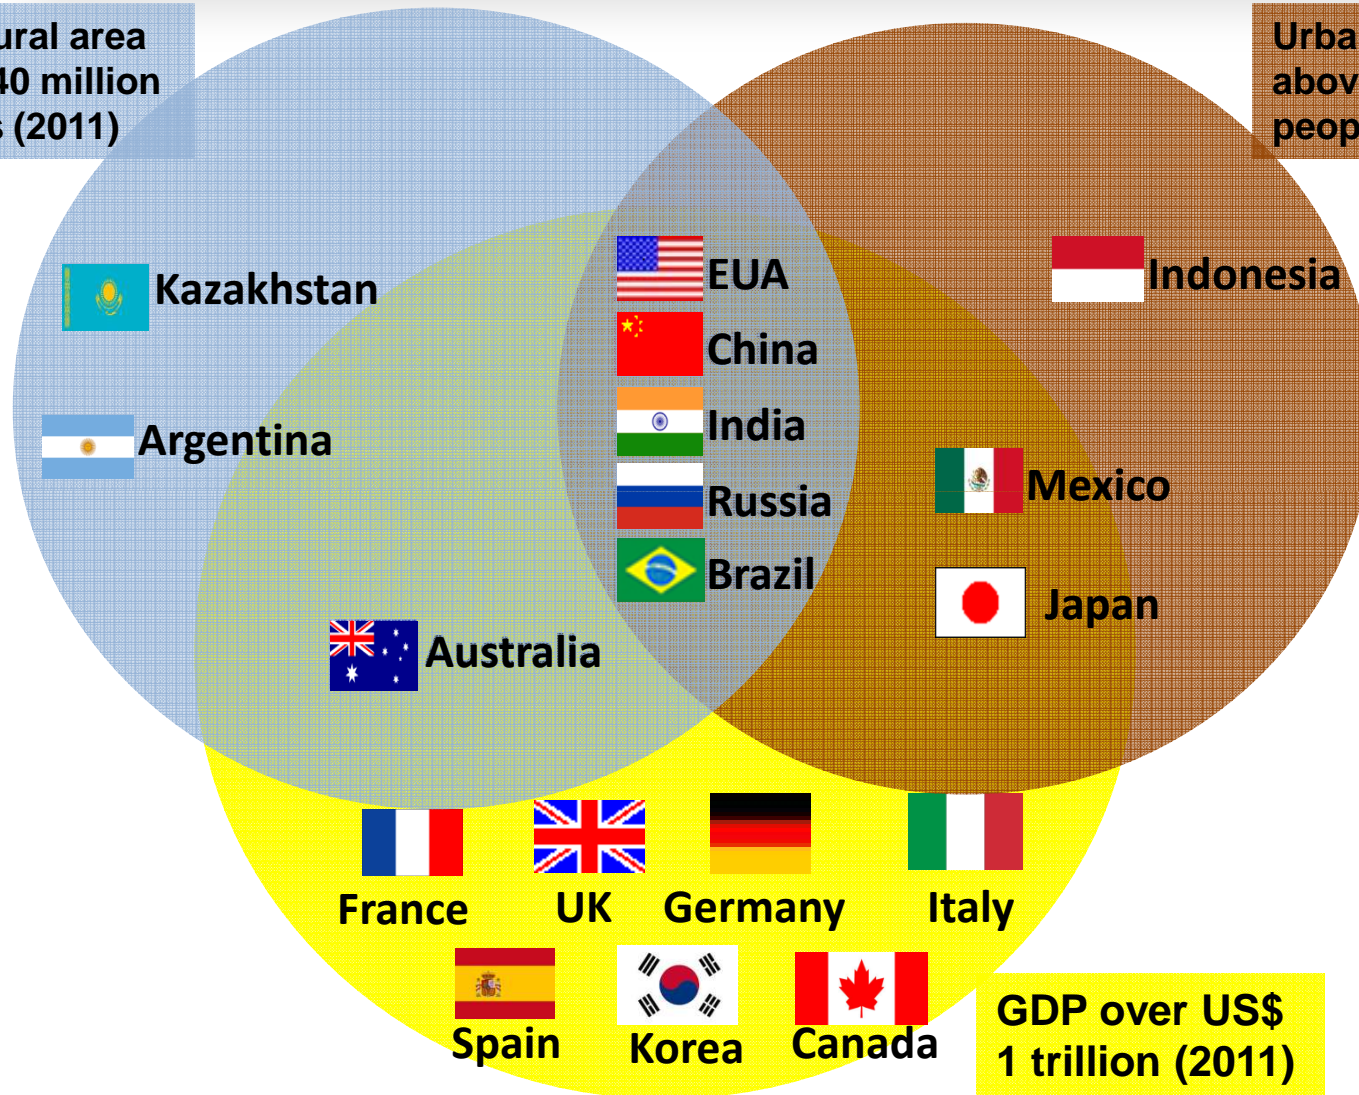 ural area
40 million
s (2011)
Urba
abov
peop
Kazakhstan
Argentina
Australia
EUA
China
India
Russia
Brazil
Indonesia
Mexico
Japan
France
UK
Germany
Italy
Spain
Korea
Canada
GDP over US$
1 trillion (2011)